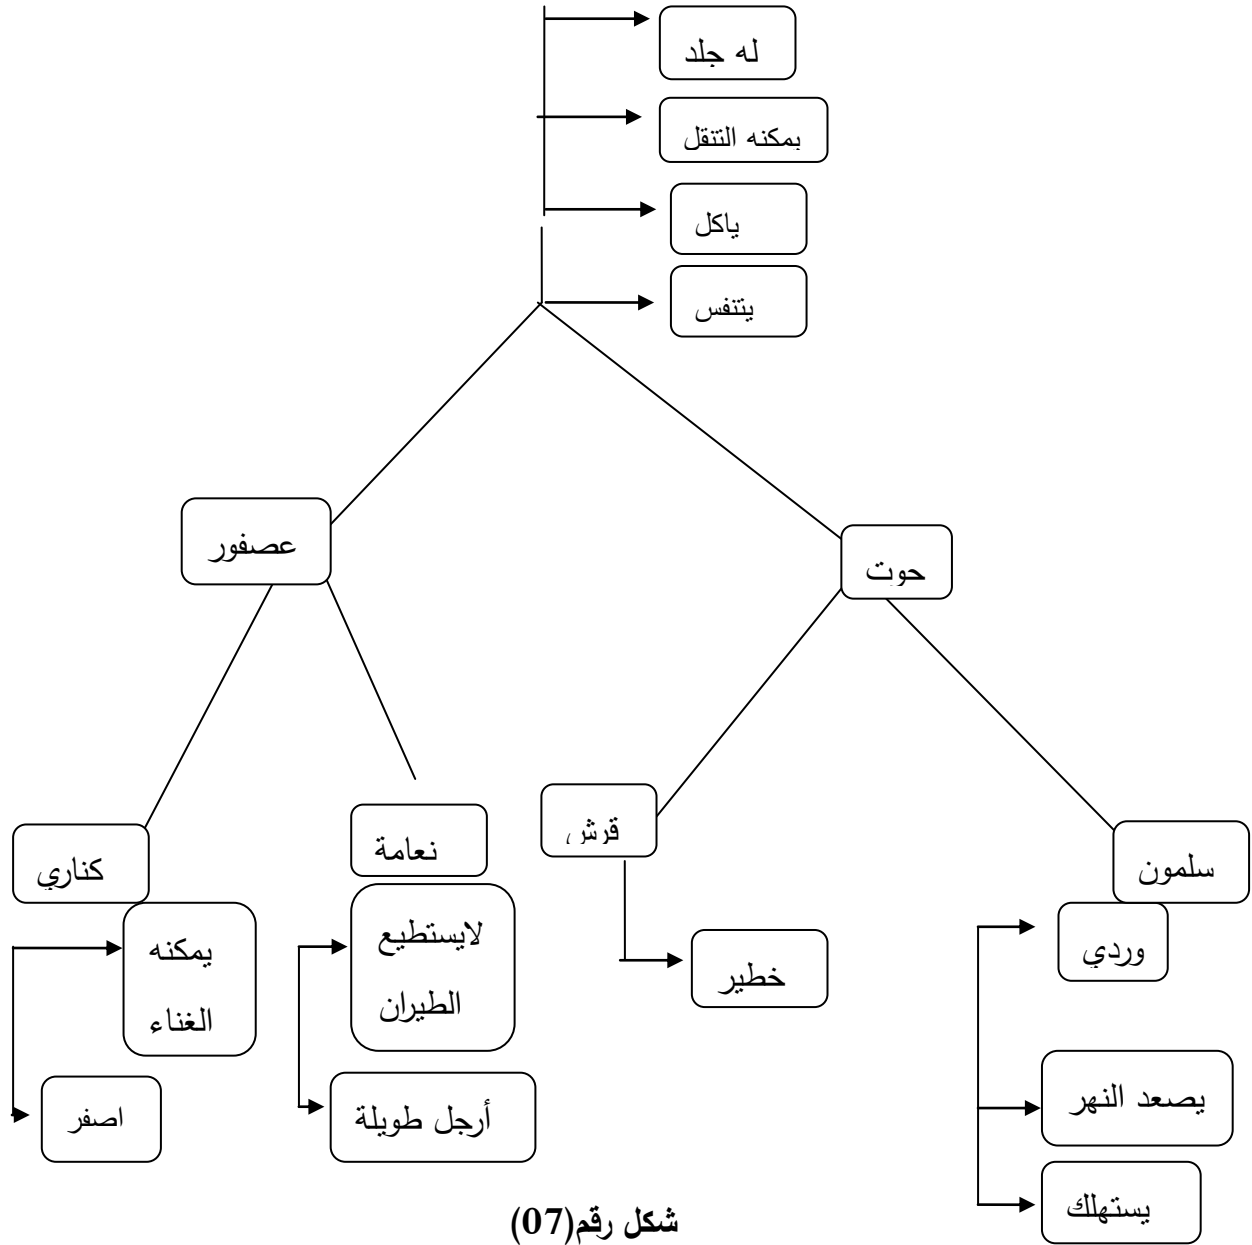 له جلد
يمكنه التنقل
ياكل
يتنفس
عصفور
حوت
كناري
نعامة
قرش
سلمون
يمكنه
الغناء
اصفر
لايستطيع
الطيران
أرجل طويلة
خطير
وردي
يصعد النهر
يستهلك
شكل رقم(07)